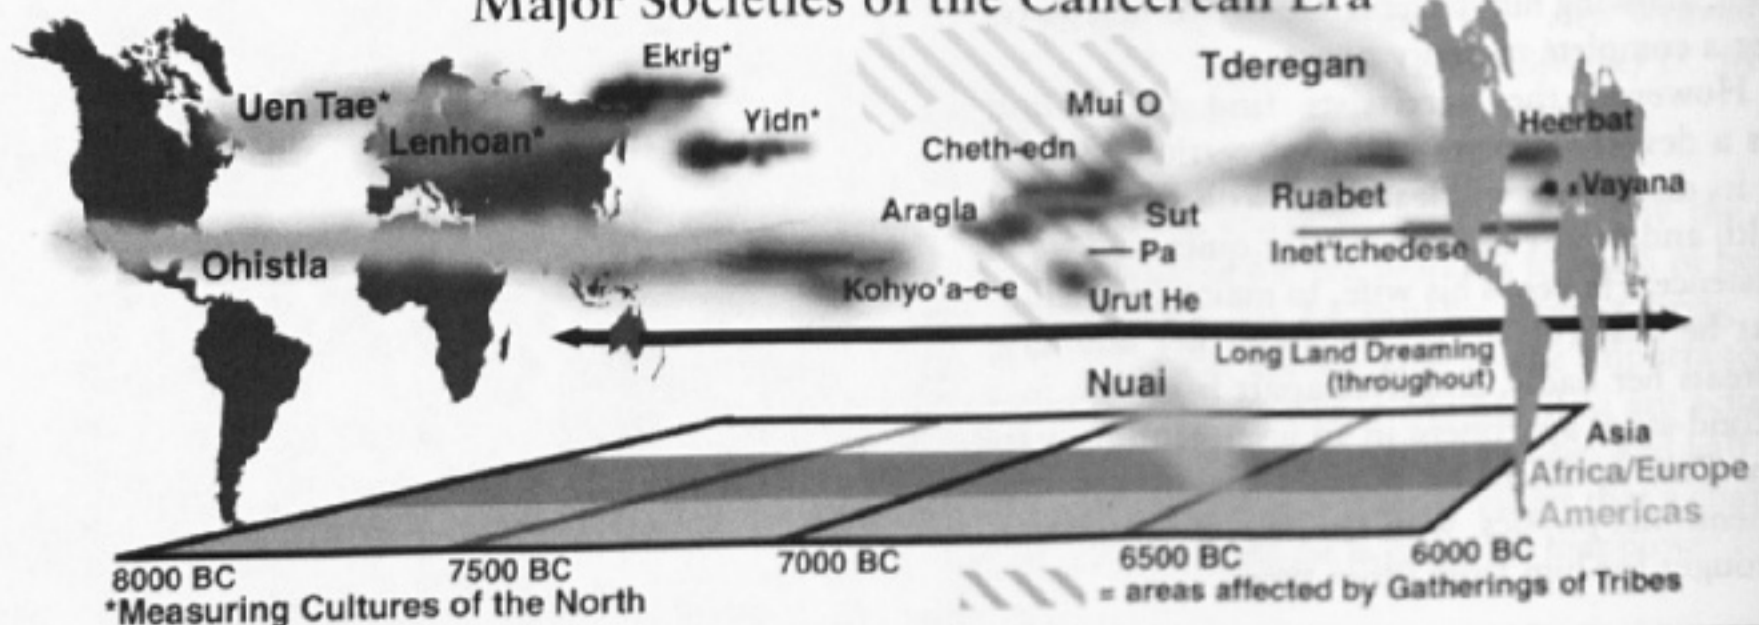 Major Societies of the Cancerean Era
Ekrig*
Uen Tae*
Lenhoan*
Yidn*
Ohistla
Kohyo'a-e-e
Aragla
Cheth-edn
Mui O
Tderegan
Sut
Pa
Urut He
Ruabet
Inet'tchedese
Heerbat
Vayana
Long Land Dreaming
(throughout)
Nuai
Asia
Africa/Europe
Americas
8000 BC
7500 BC
7000 BC
6500 BC
6000 BC
*Measuring Cultures of the North
= areas affected by Gatherings of Tribes